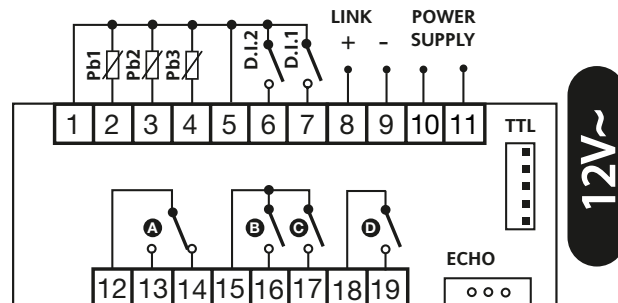 LINK POWER
+ - SUPPLY
Pb1 Pb2 Pb3 D.I.2 D.I.1
1 2 3 4 5 6 7 8 9 10 11
TTL
12V~
A B C D
ECHO
12 13 14 15 16 17 18 19